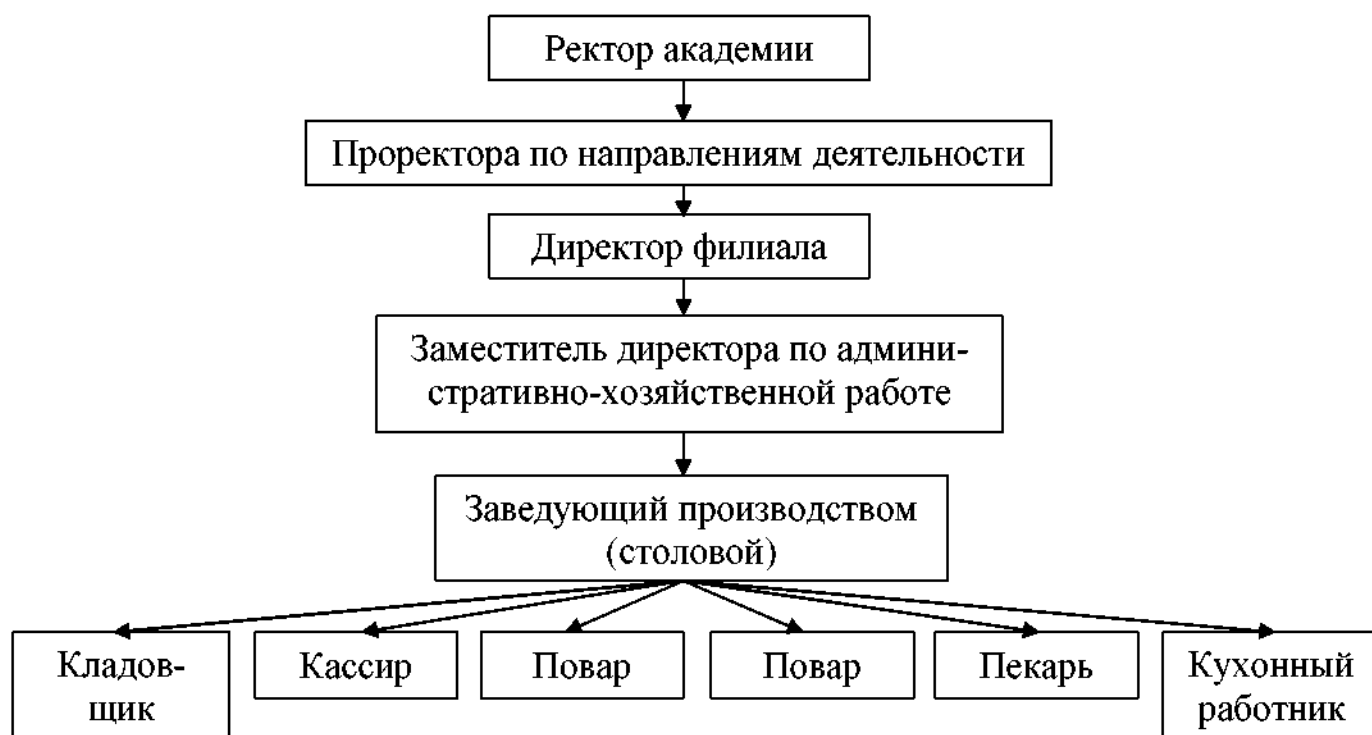 Ректор академии
Проректора по направлениям деятельности
Директор филиала
Заместитель директора по админи-
стративно-хозяйственной работе
Заведующий производством
(столовой)
Кладов-
щик
Кассир
Повар
Повар
Пекарь
Кухонный
работник